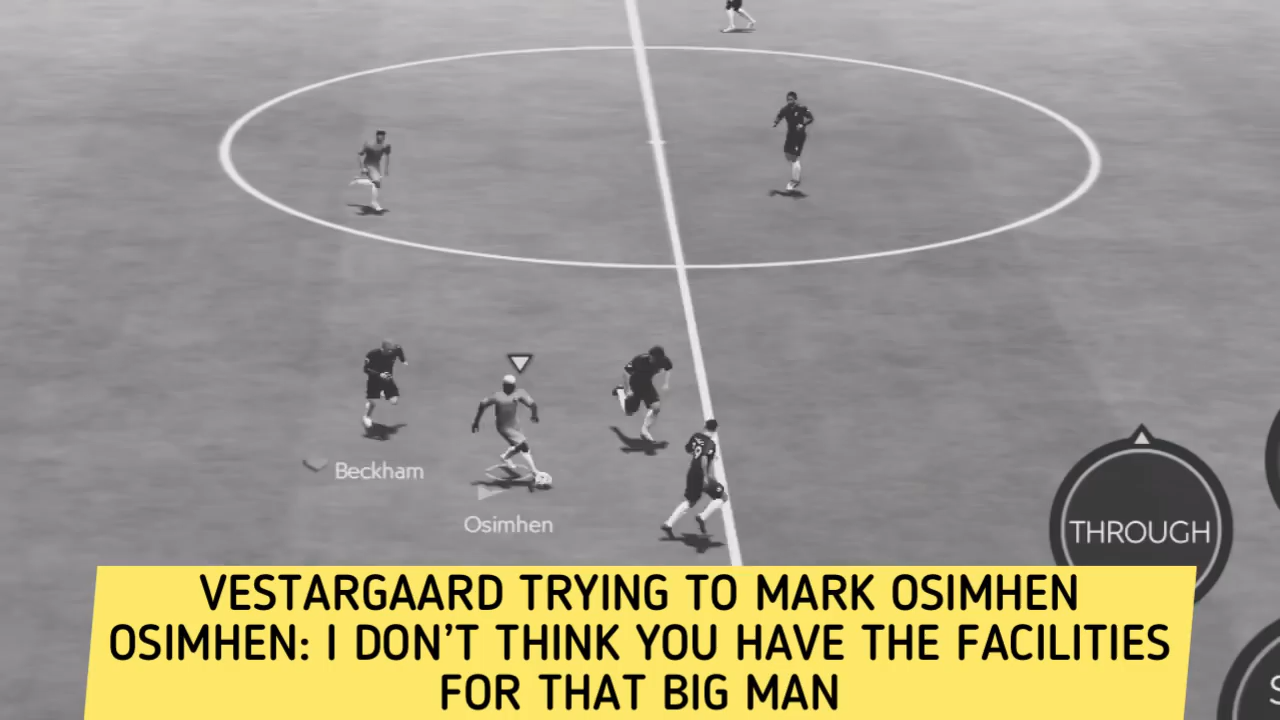 Beckham
Osimhen
THROUGH
VESTARGAARD TRYING TO MARK OSIMHEN
OSIMHEN: I DON'T THINK YOU HAVE THE FACILITIES
FOR THAT BIG MAN